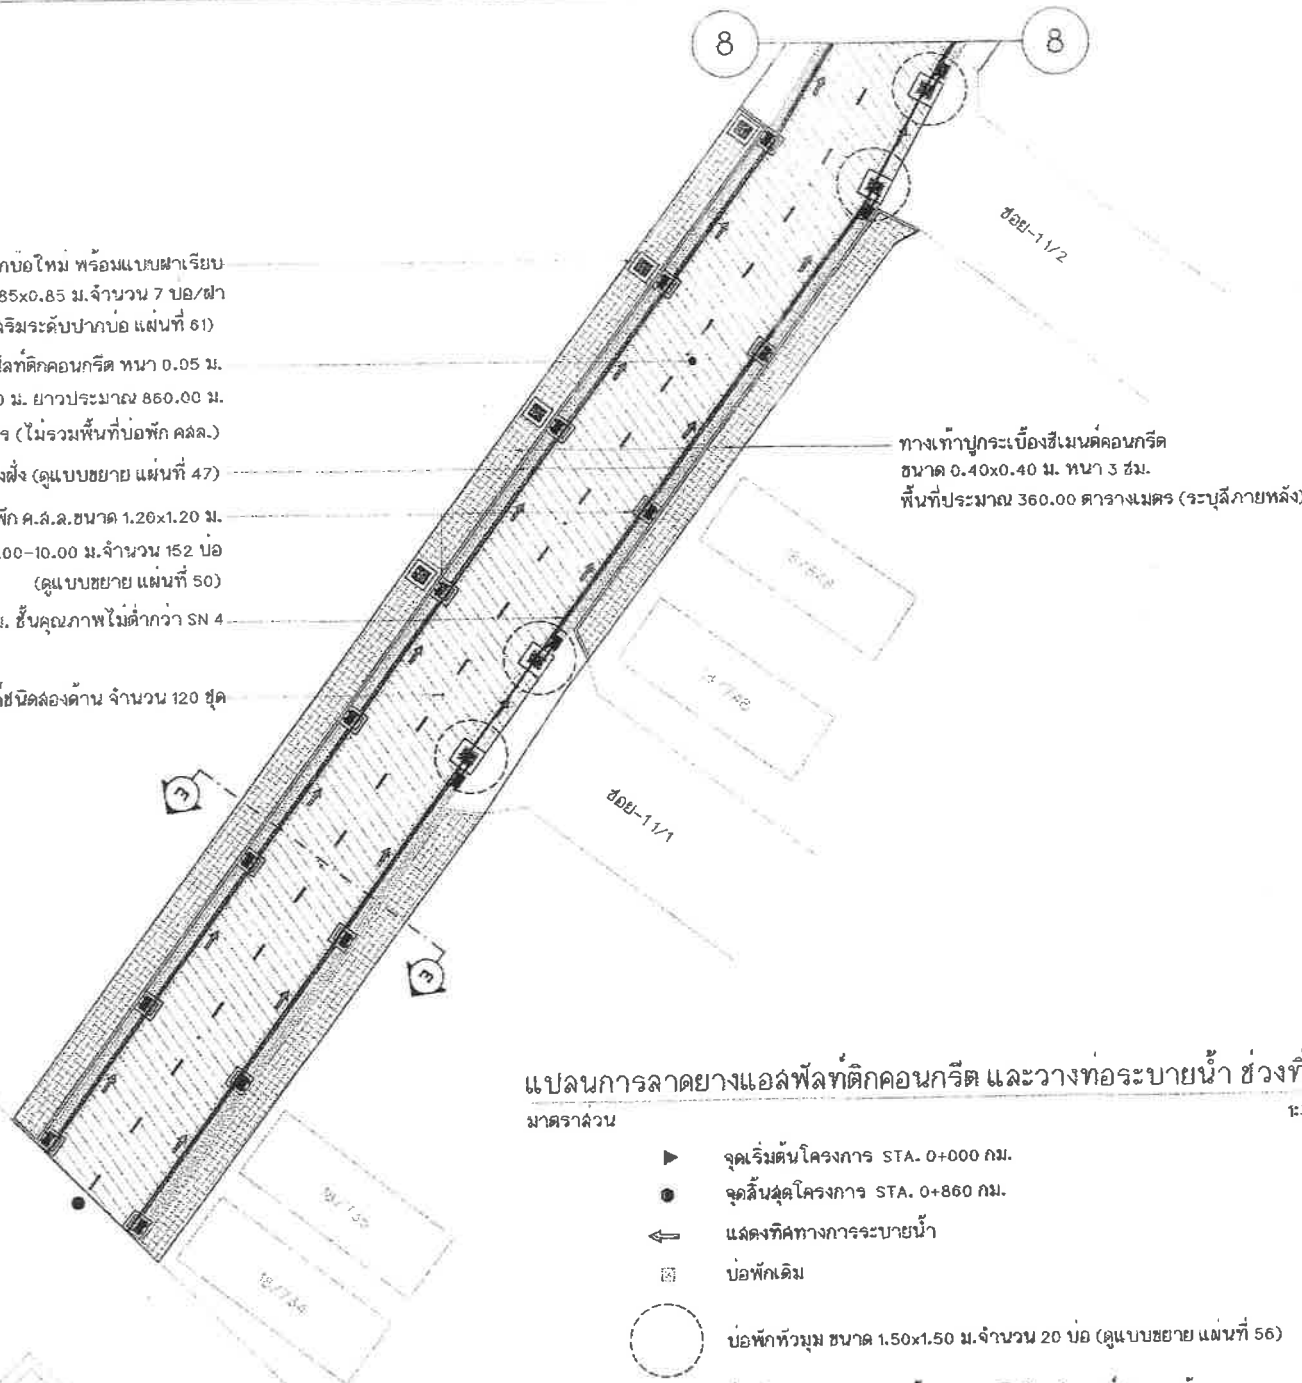 8
8
ซอย-11/2
กบ่อใหม่ พร้อมแบบฝาเรียบ
85x0.85 ม.จำนวน 7 บ่อ/ฝา
ริมระดับปากบ่อ แผ่นที่ 61)
ลท์ติกคอนกรีต หนา 0.05 ม.
0 ม. ยาวประมาณ 860.00 ม.
ร (ไม่รวมพื้นที่บ่อพัก คสล.)
งฝั่ง (ดูแบบขยาย แผ่นที่ 47)
พัก ค.ส.ล.ขนาด 1.20x1.20 ม.
.00-10.00 ม.จำนวน 152 บ่อ
(ดูแบบขยาย แผ่นที่ 50)
ม. ชั้นคุณภาพไม่ต่ำกว่า SN 4
ชนิดสองด้าน จำนวน 120 ชุด
ทางเท้าปูกระเบื้องซีเมนต์คอนกรีต
ขนาด 0.40x0.40 ม. หนา 3 ซม.
พื้นที่ประมาณ 360.00 ตารางเมตร (ระบุสีภายหลัง)
ซอย-11/1
3
3
แปลนการลาดยางแอสฟัลท์ติกคอนกรีต และวางท่อระบายน้ำ ช่วงที่
มาตราส่วน
1:
จุดเริ่มต้นโครงการ STA. 0+000 กม.
จุดสิ้นสุดโครงการ STA. 0+860 กม.
แสดงทิศทางการระบายน้ำ
บ่อพักเดิม
18/735
18/734
บ่อพักหัวมุม ขนาด 1.50x1.50 ม.จำนวน 20 บ่อ (ดูแบบขยาย แผ่นที่ 56)